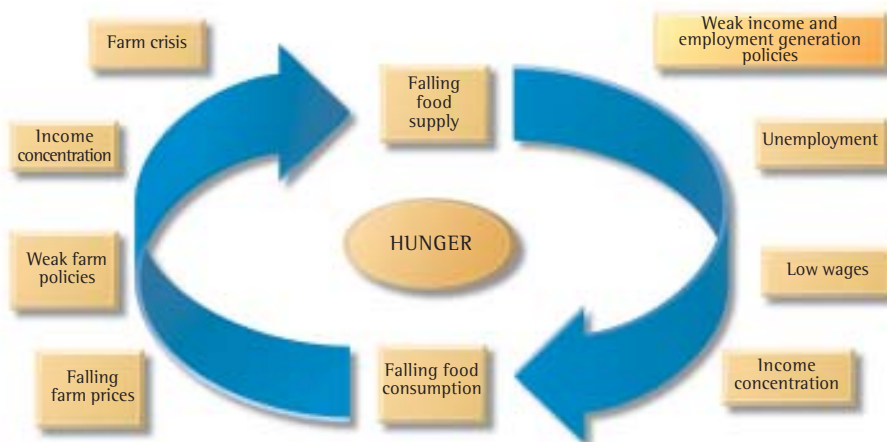 Farm crisis
Weak income and
employment generation
policies
Falling
food
supply
Income
concentration
Unemployment
HUNGER
Weak farm
policies
Low wages
Falling
farm prices
Falling food
consumption
Income
concentration